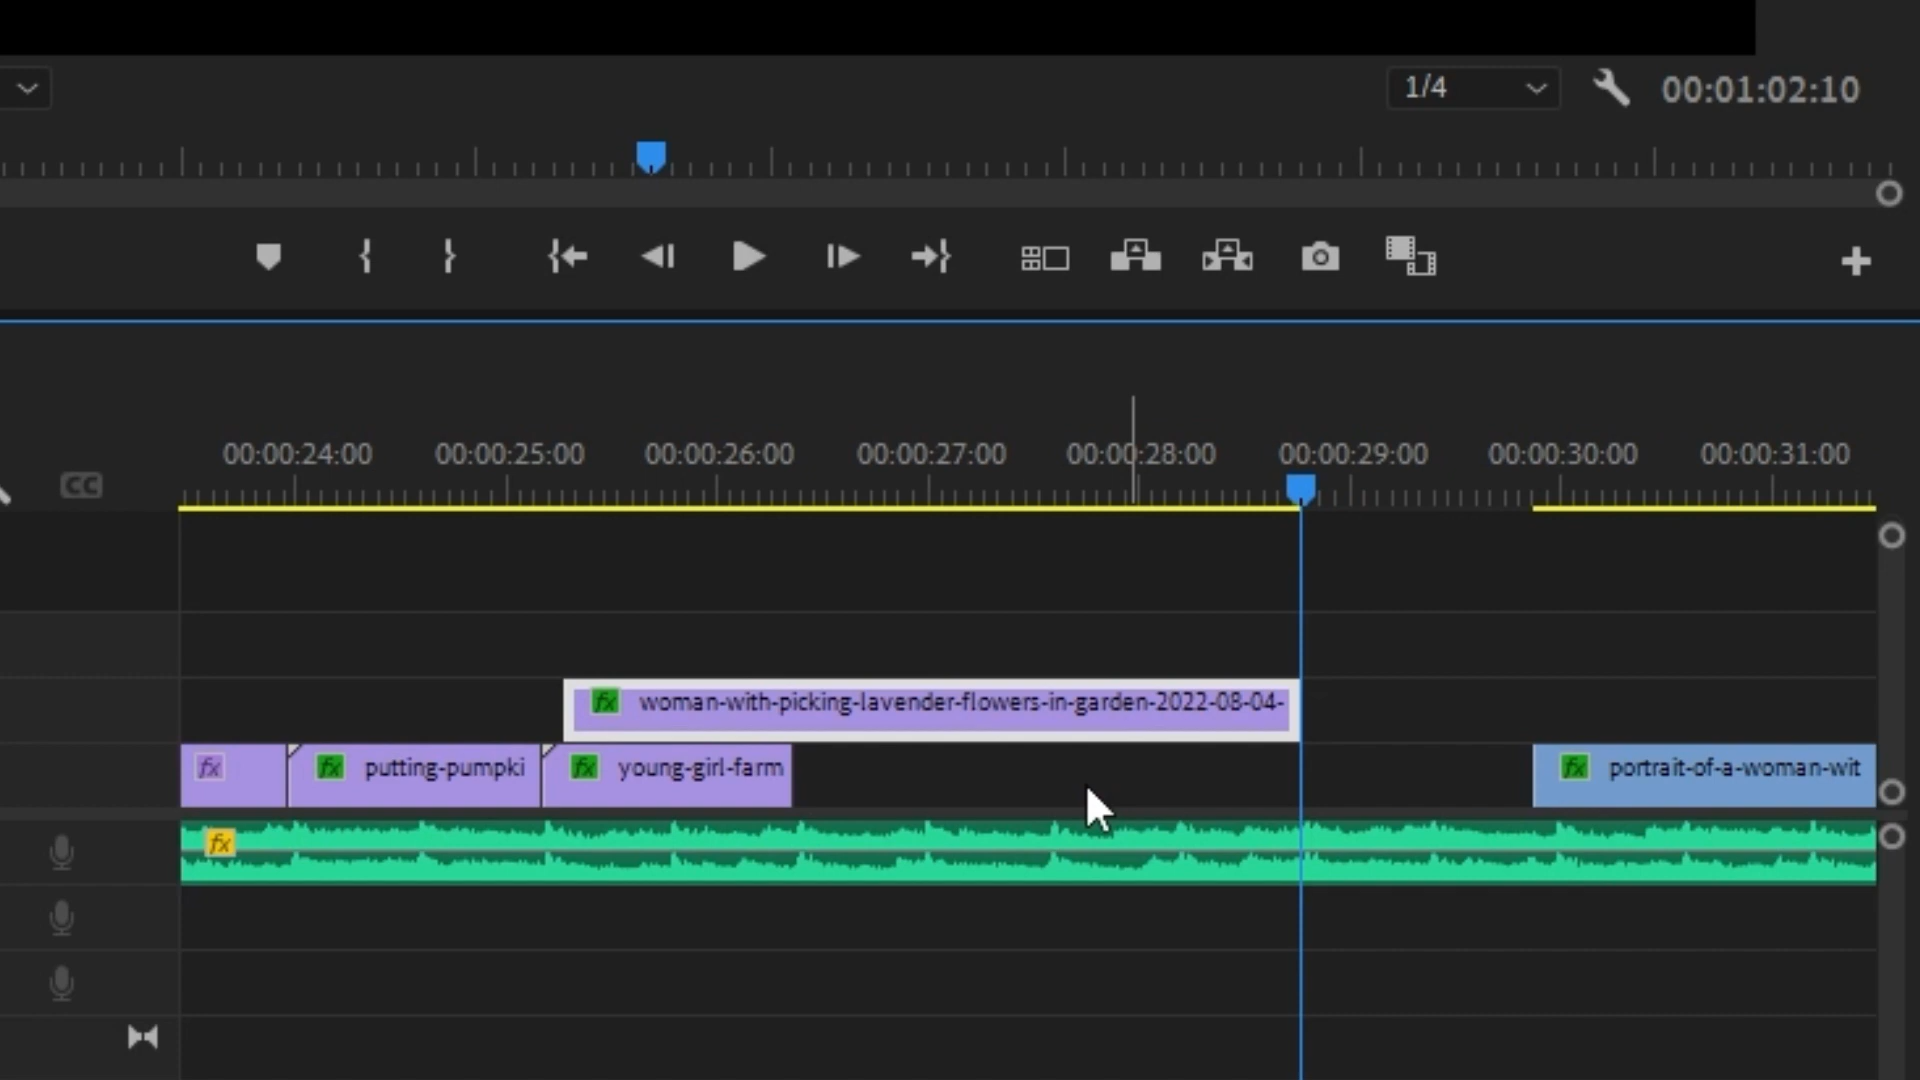 1/4 00:01:02:10
00:00:24:00 00:00:25:00 00:00:26:00 00:00:27:00 00:00:28:00 00:00:29:00 00:00:30:00 00:00:31:00
CC
fx woman-with-picking-lavender-flowers-in-garden-2022-08-04-
fx fx putting-pumpki fx young-girl-farm fx portrait-of-a-woman-wit
fx